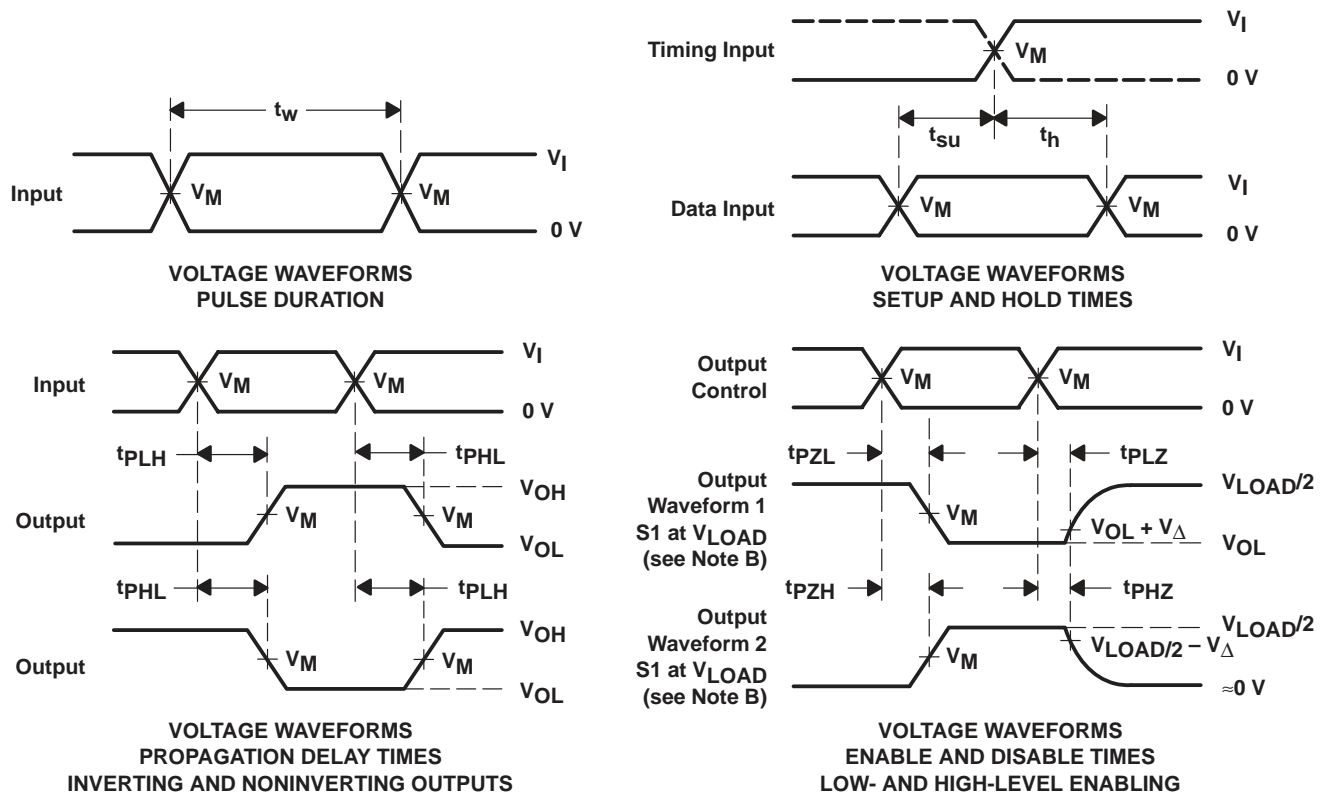 t_w
V_I
Input
V_M
V_M
0 V
VOLTAGE WAVEFORMS
PULSE DURATION
V_I
Timing Input
V_M
0 V
t_su
t_h
V_I
Data Input
V_M
V_M
0 V
VOLTAGE WAVEFORMS
SETUP AND HOLD TIMES
V_I
Input
V_M
V_M
0 V
t_PLH
t_PHL
V_OH
Output
V_M
V_M
V_OL
t_PHL
t_PLH
V_OH
Output
V_M
V_M
V_OL
VOLTAGE WAVEFORMS
PROPAGATION DELAY TIMES
INVERTING AND NONINVERTING OUTPUTS
V_I
Output
Control
V_M
V_M
0 V
t_PZL
t_PLZ
Output
Waveform 1
S1 at V_LOAD
(see Note B)
V_LOAD/2
V_M
V_OL + V_Δ
V_OL
t_PZH
t_PHZ
Output
Waveform 2
S1 at V_LOAD
(see Note B)
V_LOAD/2
V_M
V_LOAD/2 – V_Δ
≈0 V
VOLTAGE WAVEFORMS
ENABLE AND DISABLE TIMES
LOW- AND HIGH-LEVEL ENABLING